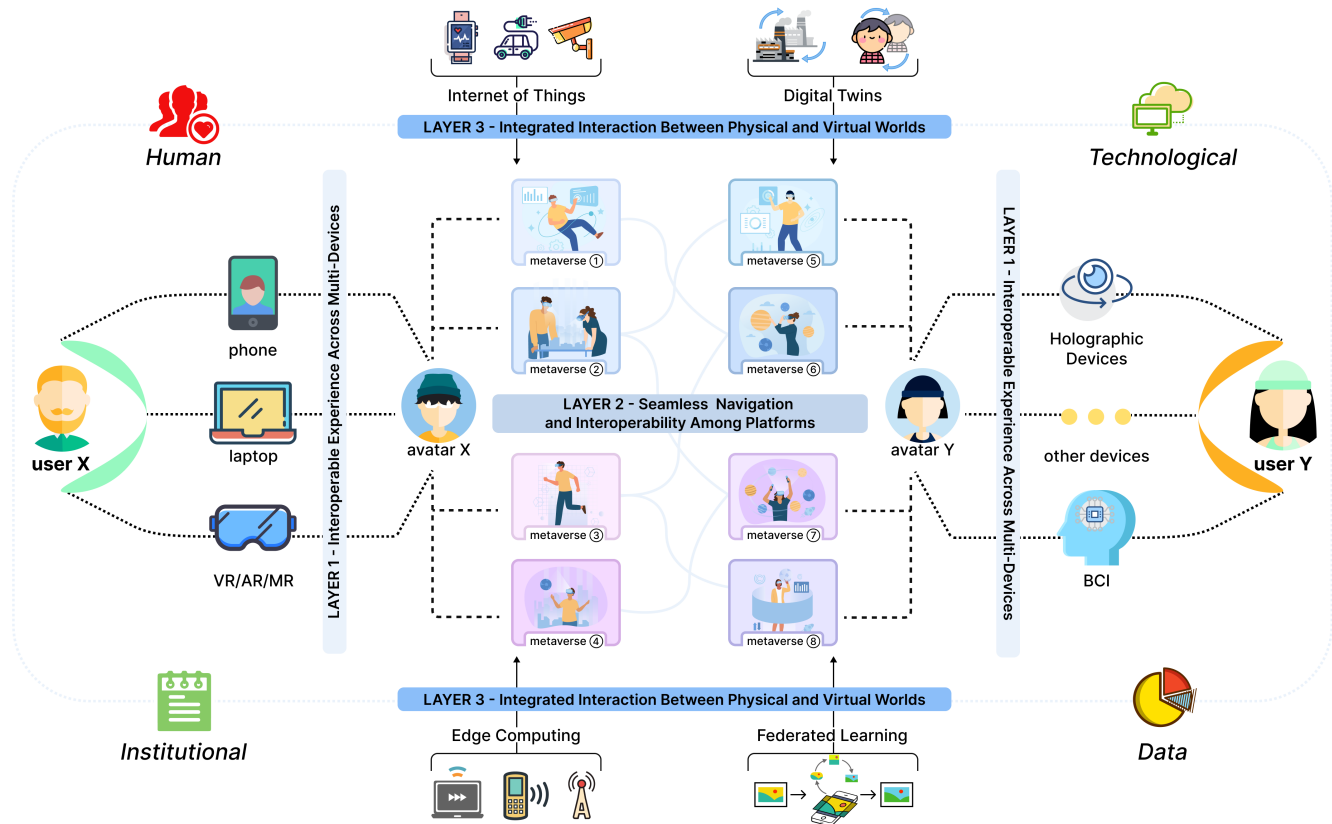 Internet of Things
Digital Twins
LAYER 3 - Integrated Interaction Between Physical and Virtual Worlds
Human
Technological
LAYER 1 - Interoperable Experience Across Multi-Devices
LAYER 1 - Interoperable Experience Across Multi-Devices
metaverse ①
metaverse ⑤
metaverse ②
metaverse ⑥
phone
Holographic
Devices
LAYER 2 - Seamless Navigation
and Interoperability Among Platforms
user X
laptop
avatar X
avatar Y
other devices
user Y
metaverse ③
metaverse ⑦
VR/AR/MR
BCI
metaverse ④
metaverse ⑧
LAYER 3 - Integrated Interaction Between Physical and Virtual Worlds
Institutional
Edge Computing
Federated Learning
Data